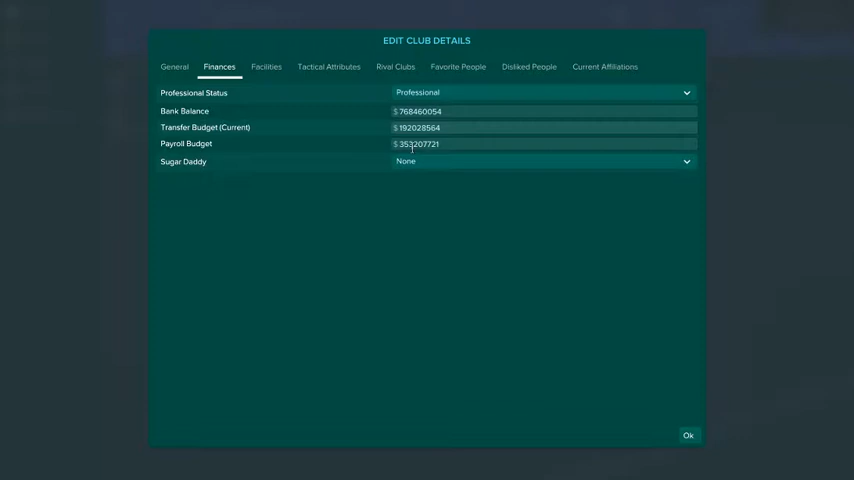 EDIT CLUB DETAILS
General Finances Facilities Tactical Attributes Rival Clubs Favorite People Disliked People Current Affiliations
Professional Status Professional
Bank Balance $ 768460054
Transfer Budget (Current) $ 192028564
Payroll Budget $ 353207721
Sugar Daddy None
Ok